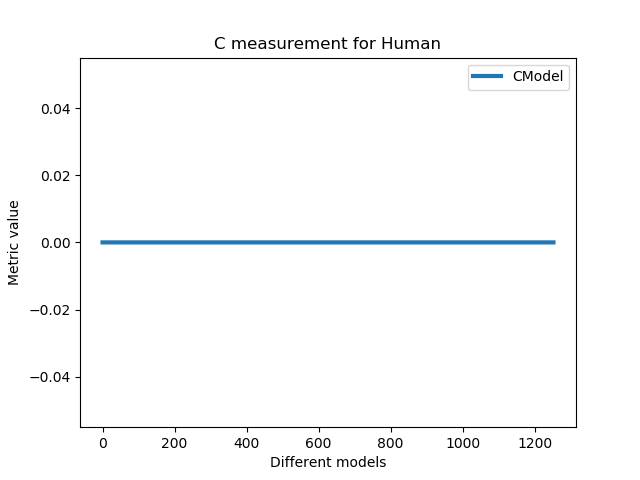 C measurement for Human
CModel
Metric value
0.04
0.02
0.00
−0.02
−0.04
0 200 400 600 800 1000 1200
Different models